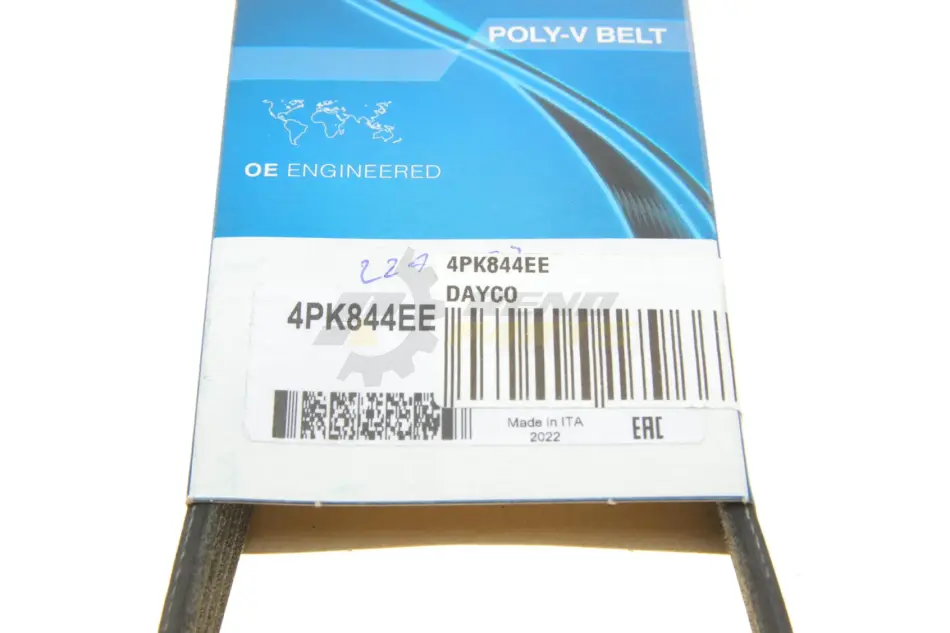 POLY-V BELT
OE ENGINEERED
4PK844EE
DAYCO
4PK844EE
Made in ITA
2022
EAC